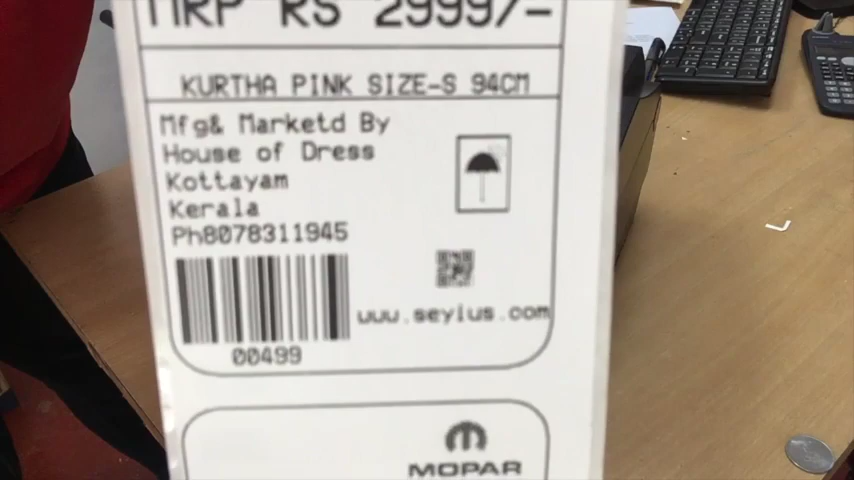 MRP RS 2999/-
KURTHA PINK SIZE-S 94CM
Mfg& Marketd By
House of Dress
Kottayam
Kerala
Ph8078311945
www.seyius.com
00499
MOPAR